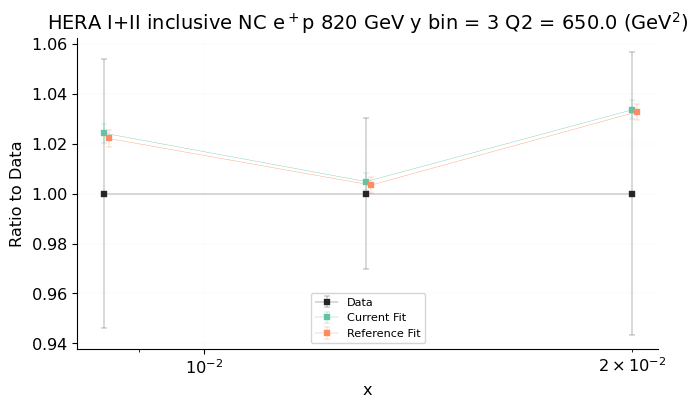 HERA I+II inclusive NC e⁺p 820 GeV y bin = 3 Q2 = 650.0 (GeV²)
Ratio to Data
1.06
1.04
1.02
1.00
0.98
0.96
0.94
Data
Current Fit
Reference Fit
10⁻²
2 × 10⁻²
x